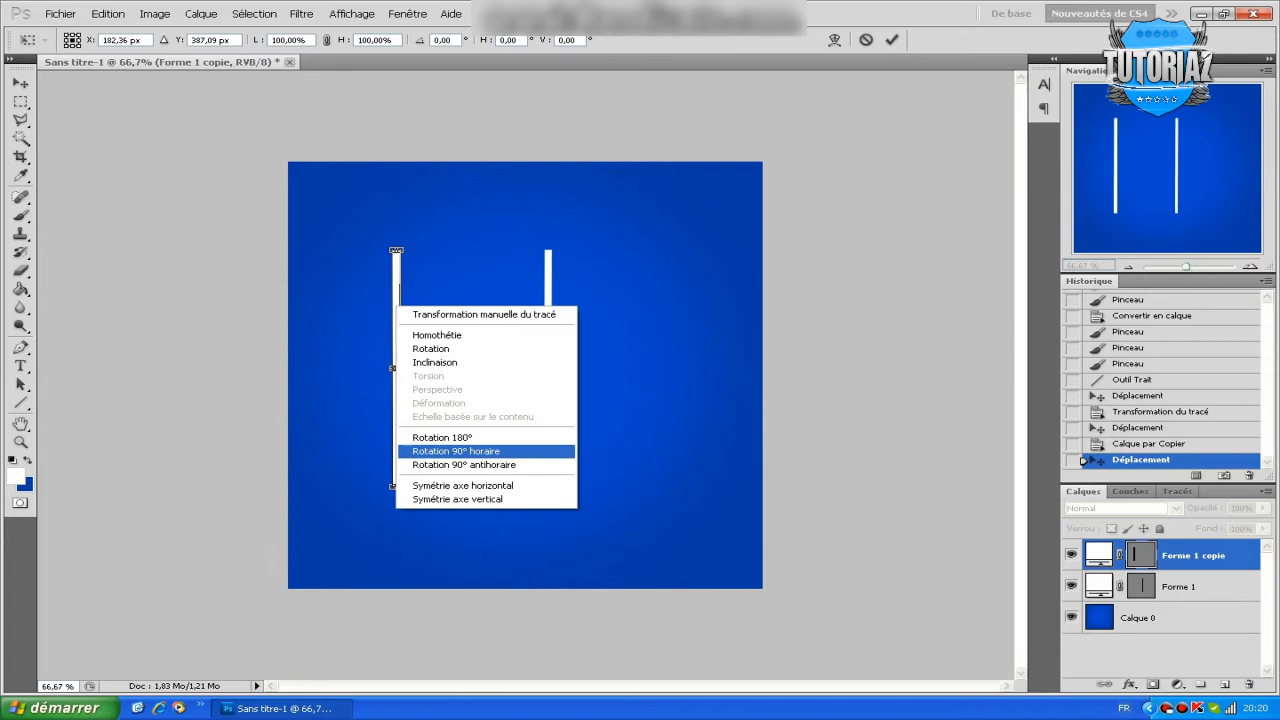 Ps Fichier Edition Image Calque Sélection Filtre Affichage Fenêtre Aide De base Nouveautés de CS4
X: 182,36 px Y: 387,09 px L: 100,00% H: 100,00% 0,00 ° H: 0,00 ° V: 0,00 °
Sans titre-1 @ 66,7% (Forme 1 copie, RVB/8) *
TUTORIAZ
66,67 %
Transformation manuelle du tracé
Homothétie
Rotation
Inclinaison
Torsion
Perspective
Déformation
Echelle basée sur le contenu
Rotation 180°
Rotation 90° horaire
Rotation 90° antihoraire
Symétrie axe horizontal
Symétrie axe vertical
Historique
Pinceau
Convertir en calque
Pinceau
Pinceau
Pinceau
Outil Trait
Déplacement
Transformation du tracé
Déplacement
Calque par Copier
Déplacement
Calques Couches Tracés
Normal Opacité : 100%
Verrou : Fond : 100%
Forme 1 copie
Forme 1
Calque 0
66,67 % Doc : 1,83 Mo/1,21 Mo
démarrer Sans titre-1 @ 66,7... FR 20:20